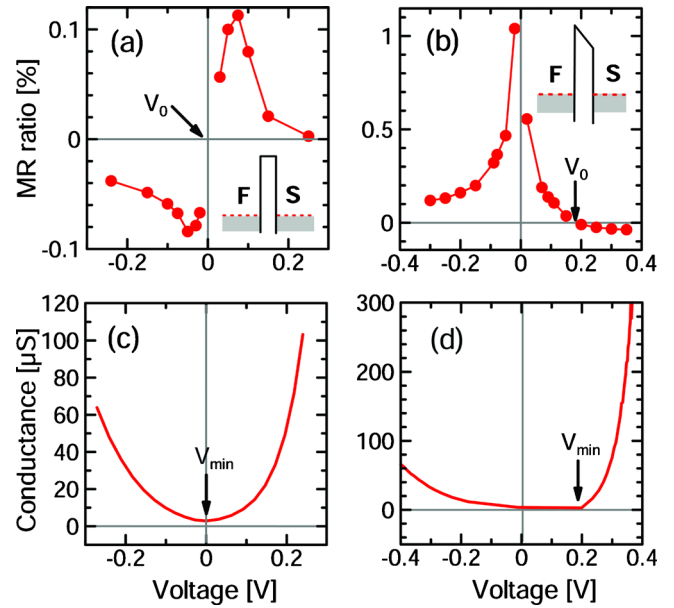 (a)
MR ratio [%]
0.1
0
-0.1
V0
F S
-0.2 0 0.2
(b)
1
0.5
0
F S
V0
-0.4 -0.2 0 0.2 0.4
(c)
Conductance [µS]
120
100
80
60
40
20
0
Vmin
-0.2 0 0.2
Voltage [V]
(d)
300
200
100
0
Vmin
-0.4 -0.2 0 0.2 0.4
Voltage [V]